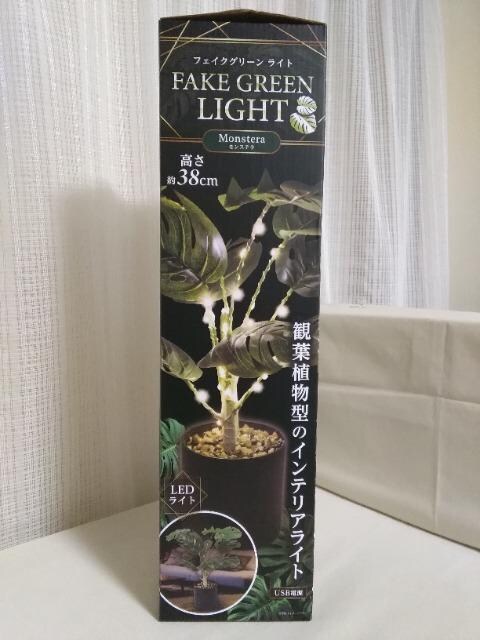 フェイクグリーン ライト
FAKE GREEN
LIGHT
Monstera
モンステラ
高さ
約38cm
観葉植物型のインテリアライト
LED
ライト
USB電源